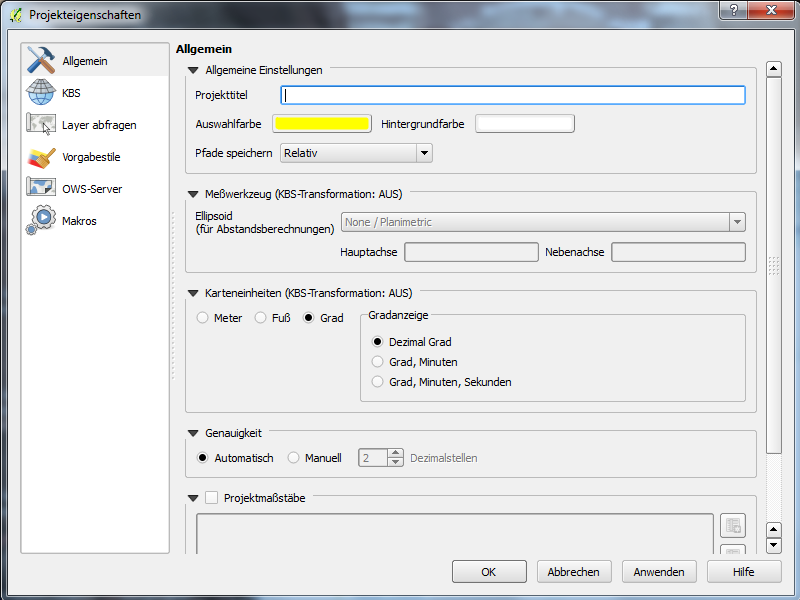 Projekteigenschaften
?
Allgemein
KBS
Layer abfragen
Vorgabestile
OWS-Server
Makros
Allgemein
Allgemeine Einstellungen
Projekttitel
Auswahlfarbe Hintergrundfarbe
Pfade speichern Relativ
Meßwerkzeug (KBS-Transformation: AUS)
Ellipsoid
(für Abstandsberechnungen) None / Planimetric
Hauptachse Nebenachse
Karteneinheiten (KBS-Transformation: AUS)
Meter Fuß Grad
Gradanzeige
Dezimal Grad
Grad, Minuten
Grad, Minuten, Sekunden
Genauigkeit
Automatisch Manuell 2 Dezimalstellen
Projektmaßstäbe
OK Abbrechen Anwenden Hilfe